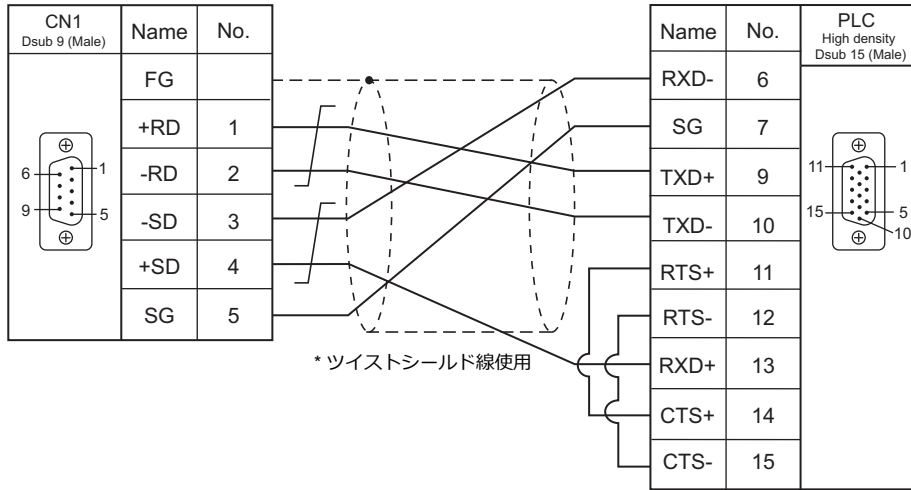 CN1
Dsub 9 (Male)
Name
No.
FG
+RD
1
-RD
2
-SD
3
+SD
4
SG
5
6
1
9
5
* ツイストシールド線使用
Name
No.
PLC
High density
Dsub 15 (Male)
RXD-
6
SG
7
TXD+
9
TXD-
10
RTS+
11
RTS-
12
RXD+
13
CTS+
14
CTS-
15
11
1
15
5
10